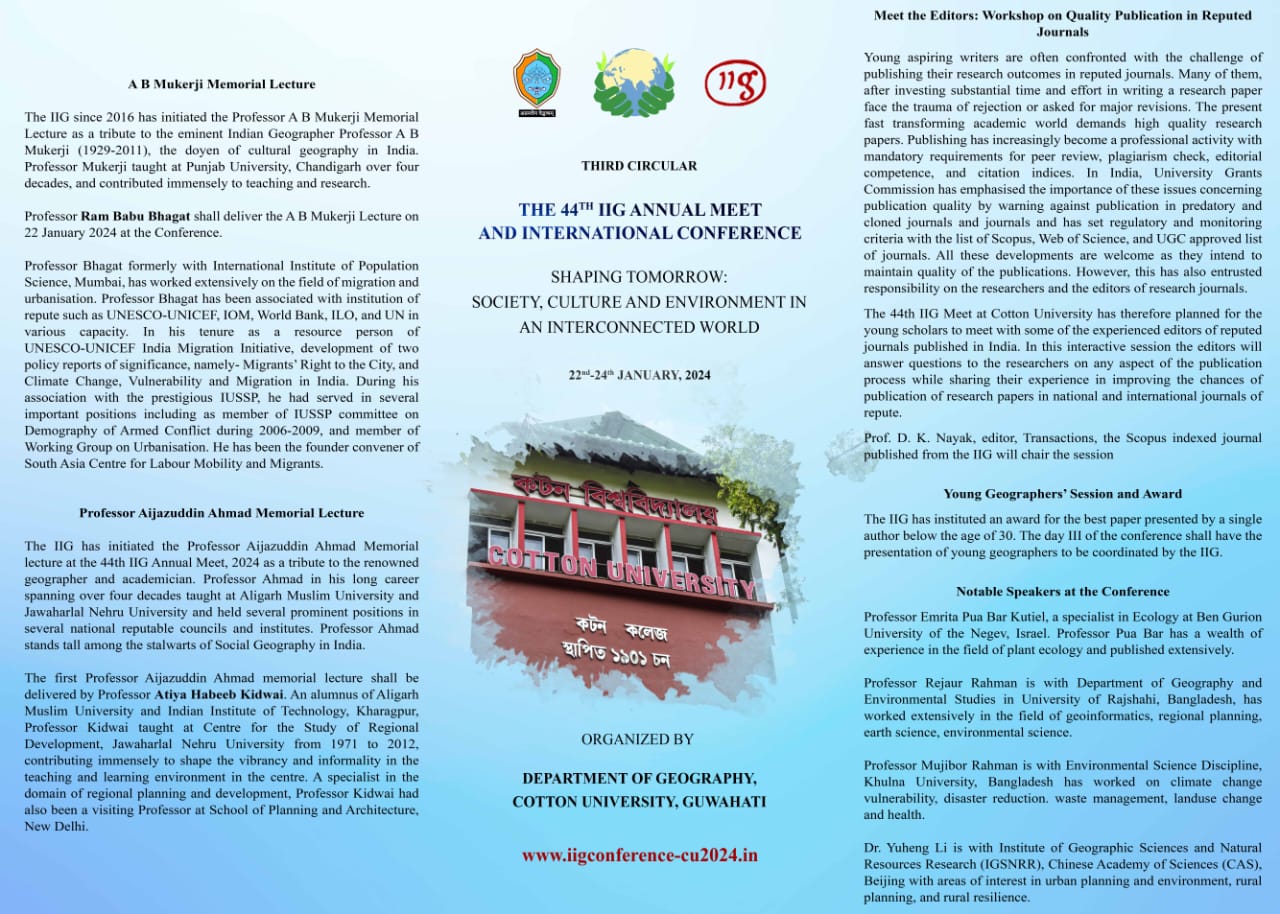 A B Mukerji Memorial Lecture
The IIG since 2016 has initiated the Professor A B Mukerji Memorial
Lecture as a tribute to the eminent Indian Geographer Professor A B
Mukerji (1929-2011), the doyen of cultural geography in India.
Professor Mukerji taught at Punjab University, Chandigarh over four
decades, and contributed immensely to teaching and research.
Professor Ram Babu Bhagat shall deliver the A B Mukerji Lecture on
22 January 2024 at the Conference.
Professor Bhagat formerly with International Institute of Population
Science, Mumbai, has worked extensively on the field of migration and
urbanisation. Professor Bhagat has been associated with institution of
repute such as UNESCO-UNICEF, IOM, World Bank, ILO, and UN in
various capacity. In his tenure as a resource person of
UNESCO-UNICEF India Migration Initiative, development of two
policy reports of significance, namely- Migrants' Right to the City, and
Climate Change, Vulnerability and Migration in India. During his
association with the prestigious IUSSP, he had served in several
important positions including as member of IUSSP committee on
Demography of Armed Conflict during 2006-2009, and member of
Working Group on Urbanisation. He has been the founder convener of
South Asia Centre for Labour Mobility and Migrants.
Professor Aijazuddin Ahmad Memorial Lecture
The IIG has initiated the Professor Aijazuddin Ahmad Memorial
lecture at the 44th IIG Annual Meet, 2024 as a tribute to the renowned
geographer and academician. Professor Ahmad in his long career
spanning over four decades taught at Aligarh Muslim University and
Jawaharlal Nehru University and held several prominent positions in
several national reputable councils and institutes. Professor Ahmad
stands tall among the stalwarts of Social Geography in India.
The first Professor Aijazuddin Ahmad memorial lecture shall be
delivered by Professor Atiya Habeeb Kidwai. An alumnus of Aligarh
Muslim University and Indian Institute of Technology, Kharagpur,
Professor Kidwai taught at Centre for the Study of Regional
Development, Jawaharlal Nehru University from 1971 to 2012,
contributing immensely to shape the vibrancy and informality in the
teaching and learning environment in the centre. A specialist in the
domain of regional planning and development, Professor Kidwai had
also been a visiting Professor at School of Planning and Architecture,
New Delhi.
IIG
THIRD CIRCULAR
THE 44TH IIG ANNUAL MEET
AND INTERNATIONAL CONFERENCE
SHAPING TOMORROW:
SOCIETY, CULTURE AND ENVIRONMENT IN
AN INTERCONNECTED WORLD
22nd-24th JANUARY, 2024
কটন বিশ্ববিদ্যালয়
COTTON UNIVERSITY
কটন কলেজ
স্থাপিত ১৯০১ চন
ORGANIZED BY
DEPARTMENT OF GEOGRAPHY,
COTTON UNIVERSITY, GUWAHATI
www.iigconference-cu2024.in
Meet the Editors: Workshop on Quality Publication in Reputed
Journals
Young aspiring writers are often confronted with the challenge of
publishing their research outcomes in reputed journals. Many of them,
after investing substantial time and effort in writing a research paper
face the trauma of rejection or asked for major revisions. The present
fast transforming academic world demands high quality research
papers. Publishing has increasingly become a professional activity with
mandatory requirements for peer review, plagiarism check, editorial
competence, and citation indices. In India, University Grants
Commission has emphasised the importance of these issues concerning
publication quality by warning against publication in predatory and
cloned journals and journals and has set regulatory and monitoring
criteria with the list of Scopus, Web of Science, and UGC approved list
of journals. All these developments are welcome as they intend to
maintain quality of the publications. However, this has also entrusted
responsibility on the researchers and the editors of research journals.
The 44th IIG Meet at Cotton University has therefore planned for the
young scholars to meet with some of the experienced editors of reputed
journals published in India. In this interactive session the editors will
answer questions to the researchers on any aspect of the publication
process while sharing their experience in improving the chances of
publication of research papers in national and international journals of
repute.
Prof. D. K. Nayak, editor, Transactions, the Scopus indexed journal
published from the IIG will chair the session
Young Geographers' Session and Award
The IIG has instituted an award for the best paper presented by a single
author below the age of 30. The day III of the conference shall have the
presentation of young geographers to be coordinated by the IIG.
Notable Speakers at the Conference
Professor Emrita Pua Bar Kutiel, a specialist in Ecology at Ben Gurion
University of the Negev, Israel. Professor Pua Bar has a wealth of
experience in the field of plant ecology and published extensively.
Professor Rejaur Rahman is with Department of Geography and
Environmental Studies in University of Rajshahi, Bangladesh, has
worked extensively in the field of geoinformatics, regional planning,
earth science, environmental science.
Professor Mujibor Rahman is with Environmental Science Discipline,
Khulna University, Bangladesh has worked on climate change
vulnerability, disaster reduction. waste management, landuse change
and health.
Dr. Yuheng Li is with Institute of Geographic Sciences and Natural
Resources Research (IGSNRR), Chinese Academy of Sciences (CAS),
Beijing with areas of interest in urban planning and environment, rural
planning, and rural resilience.